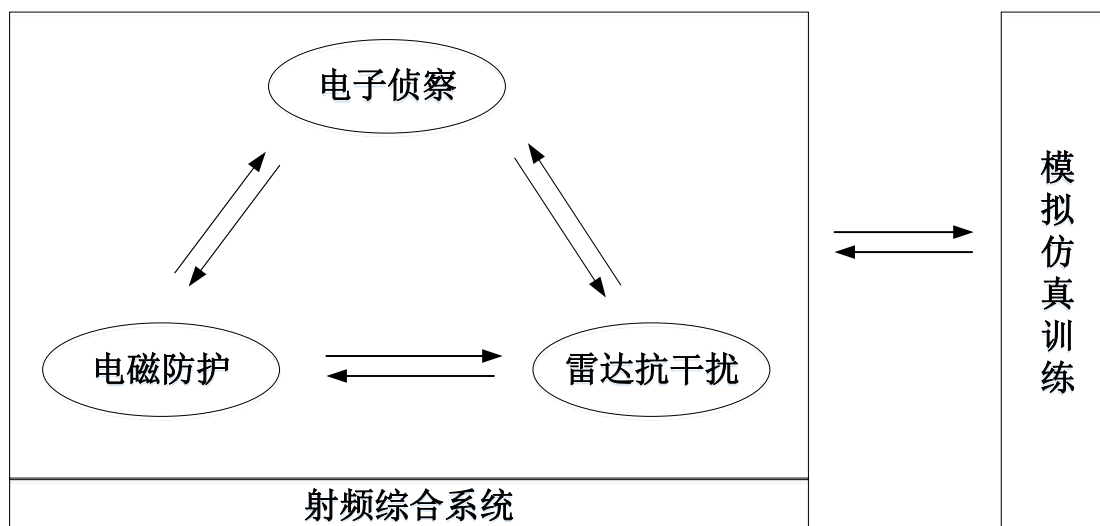 电子侦察
电磁防护
雷达抗干扰
射频综合系统
模拟仿真训练